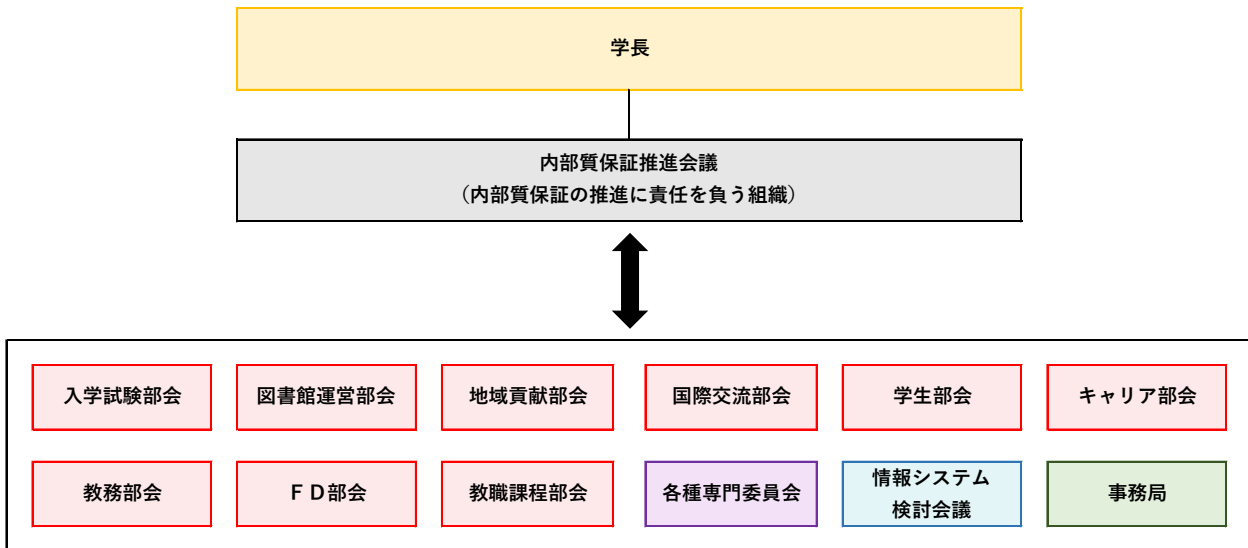 学長
内部質保証推進会議
（内部質保証の推進に責任を負う組織）
入学試験部会
図書館運営部会
地域貢献部会
国際交流部会
学生部会
キャリア部会
教務部会
ＦＤ部会
教職課程部会
各種専門委員会
情報システム
検討会議
事務局